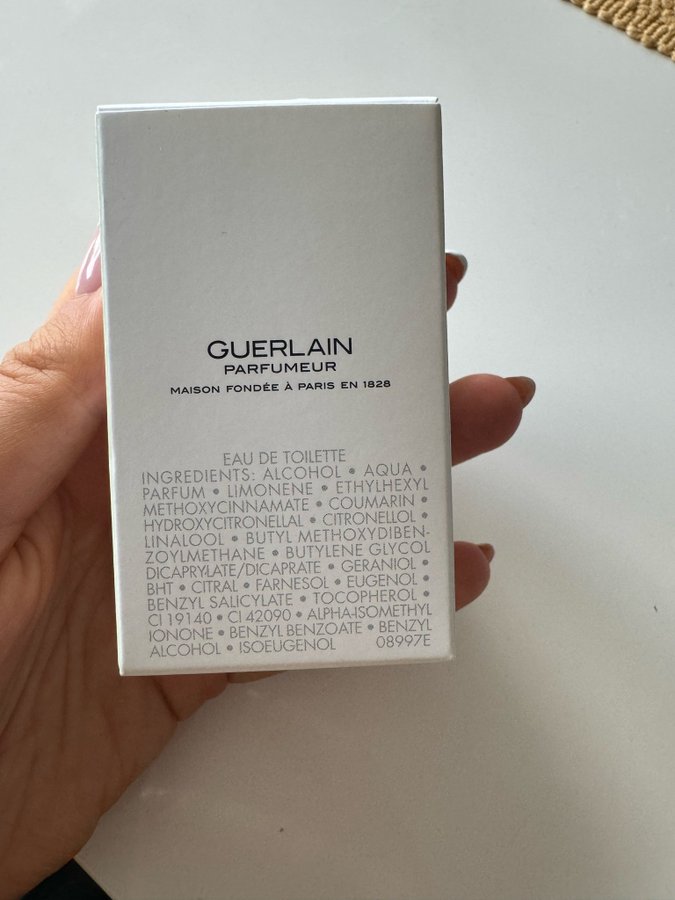 GUERLAIN
PARFUMEUR
MAISON FONDÉE À PARIS EN 1828
EAU DE TOILETTE
INGREDIENTS: ALCOHOL • AQUA •
PARFUM • LIMONENE • ETHYLHEXYL
METHOXYCINNAMATE • COUMARIN •
HYDROXYCITRONELLAL • CITRONELLOL •
LINALOOL • BUTYL METHOXYDIBEN-
ZOYLMETHANE • BUTYLENE GLYCOL
DICAPRYLATE/DICAPRATE • GERANIOL •
BHT • CITRAL • FARNESOL • EUGENOL •
BENZYL SALICYLATE • TOCOPHEROL •
CI 19140 • CI 42090 • ALPHA-ISOMETHYL
IONONE • BENZYL BENZOATE • BENZYL
ALCOHOL • ISOEUGENOL 08997E